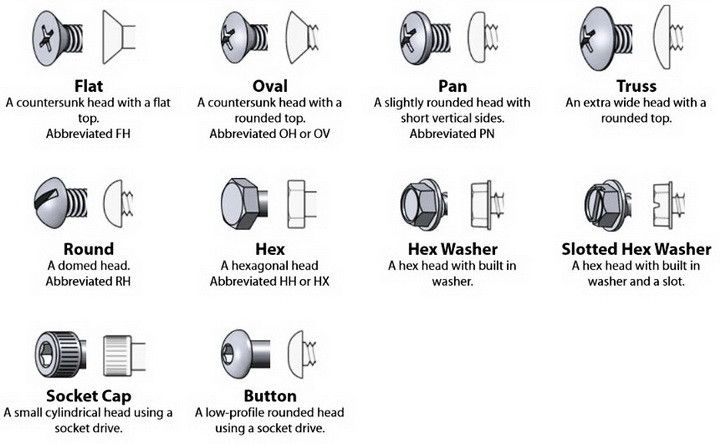 Flat
A countersunk head with a flat
top.
Abbreviated FH
Oval
A countersunk head with a
rounded top.
Abbreviated OH or OV
Pan
A slightly rounded head with
short vertical sides.
Abbreviated PN
Truss
An extra wide head with a
rounded top.
Round
A domed head.
Abbreviated RH
Hex
A hexagonal head
Abbreviated HH or HX
Hex Washer
A hex head with built in
washer.
Slotted Hex Washer
A hex head with built in
washer and a slot.
Socket Cap
A small cylindrical head using a
socket drive.
Button
A low-profile rounded head
using a socket drive.